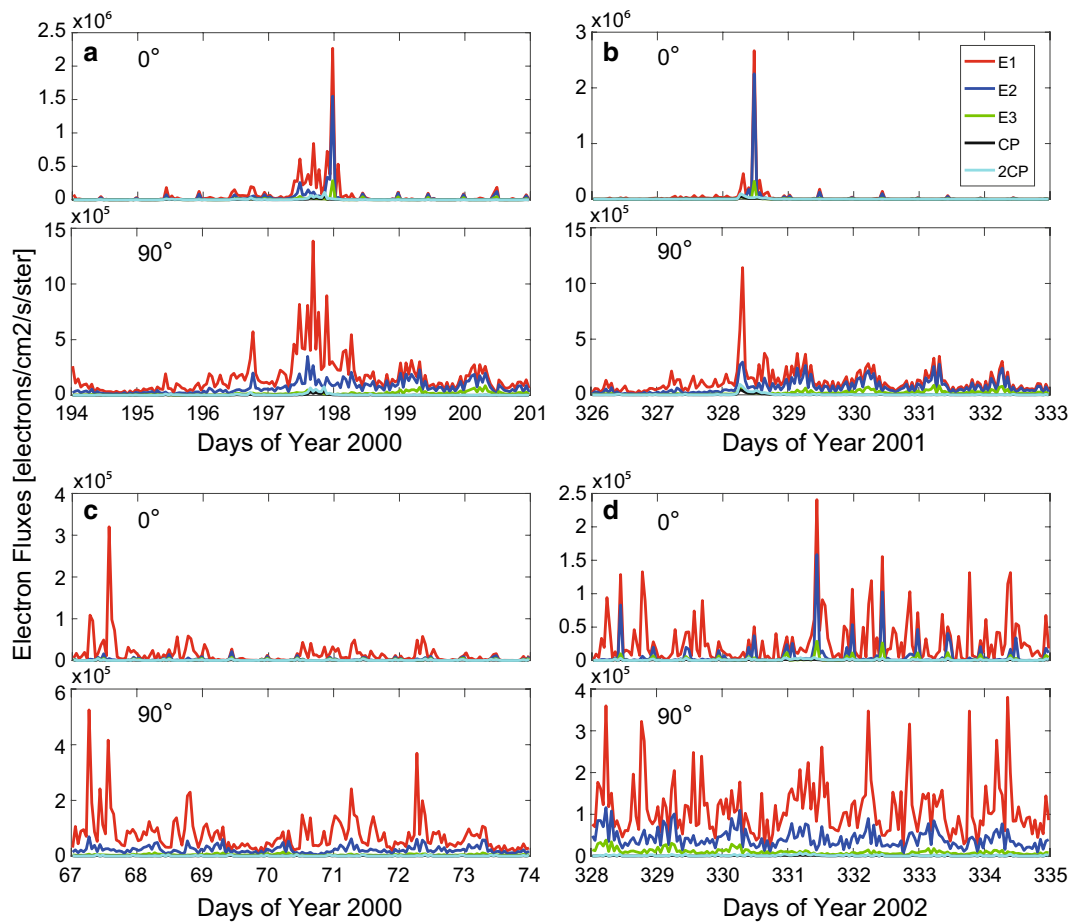 Electron Fluxes [electrons/cm2/s/ster]
x10⁶
2.5
2
1.5
1
0.5
0
a
0°
x10⁶
3
2
1
0
b
0°
E1
E2
E3
CP
2CP
x10⁵
15
10
5
0
90°
194 195 196 197 198 199 200 201
Days of Year 2000
x10⁵
15
10
5
0
90°
326 327 328 329 330 331 332 333
Days of Year 2001
x10⁵
4
3
2
1
0
c
0°
x10⁵
2.5
2
1.5
1
0.5
0
d
0°
x10⁵
6
4
2
0
90°
67 68 69 70 71 72 73 74
Days of Year 2000
x10⁵
4
3
2
1
0
90°
328 329 330 331 332 333 334 335
Days of Year 2002